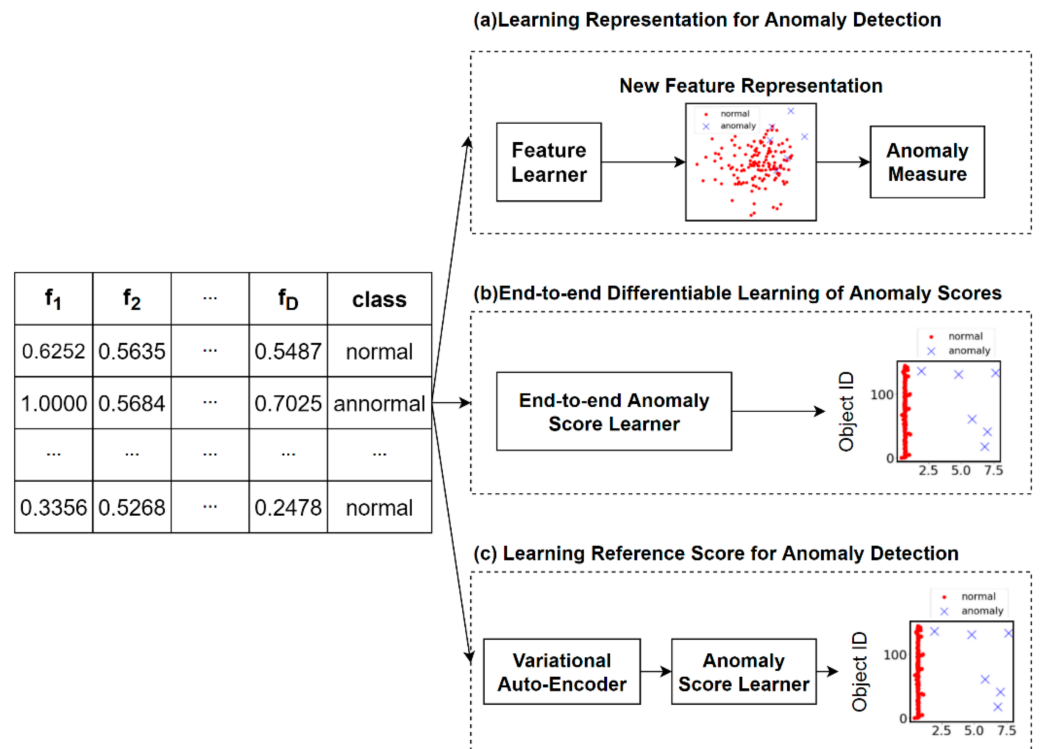 (a)Learning Representation for Anomaly Detection
New Feature Representation
Feature
Learner
normal
anomaly
Anomaly
Measure
f1 f2 ... fD class
0.6252 0.5635 ... 0.5487 normal
1.0000 0.5684 ... 0.7025 annormal
... ... ... ... ...
0.3356 0.5268 ... 0.2478 normal
(b)End-to-end Differentiable Learning of Anomaly Scores
End-to-end Anomaly
Score Learner
normal
anomaly
Object ID
100
0
2.5 5.0 7.5
(c) Learning Reference Score for Anomaly Detection
Variational
Auto-Encoder
Anomaly
Score Learner
normal
anomaly
Object ID
100
0
2.5 5.0 7.5